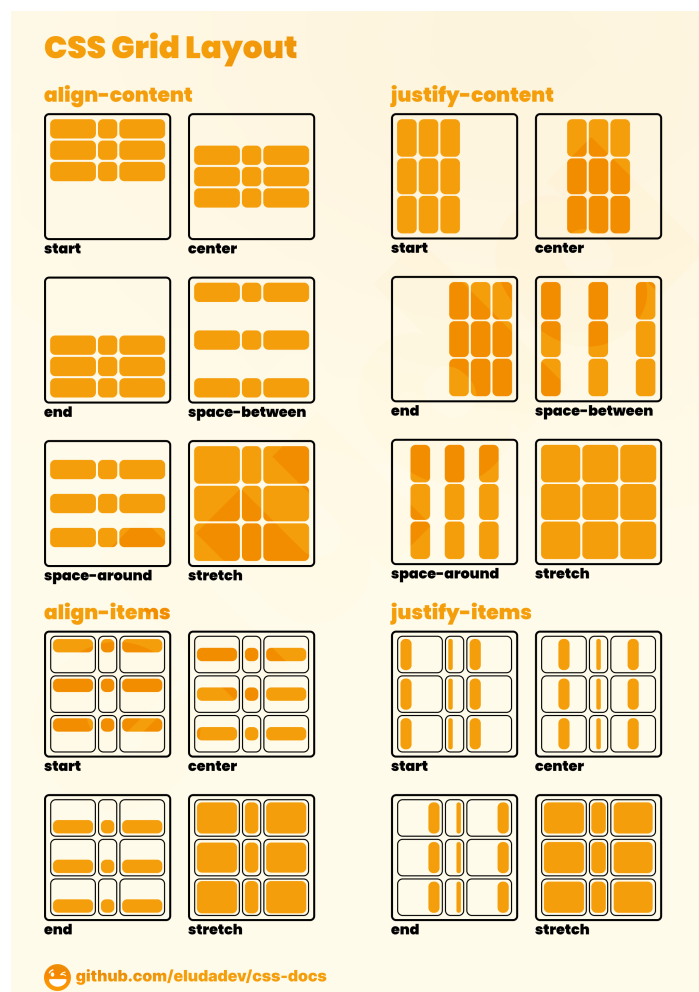 CSS Grid Layout
align-content
justify-content
start
center
start
center
end
space-between
end
space-between
space-around
stretch
space-around
stretch
align-items
justify-items
start
center
start
center
end
stretch
end
stretch
github.com/eludadev/css-docs